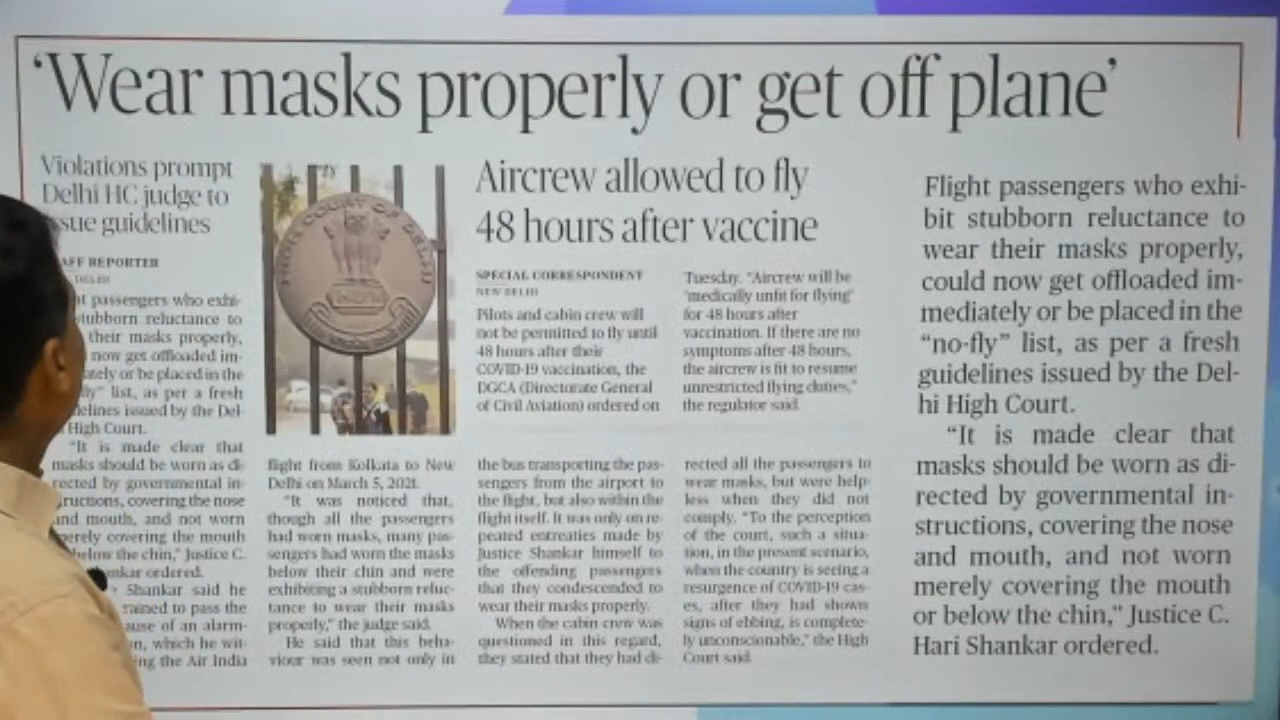 ‘Wear masks properly or get off plane’
Violations prompt
Delhi HC judge to
ssue guidelines
AFF REPORTER
DELHI
t passengers who exhi-
stubborn reluctance to
their masks properly,
now get offloaded im-
ately or be placed in the
ly” list, as per a fresh
elines issued by the Del-
High Court.
“It is made clear that
masks should be worn as di-
rected by governmental in-
structions, covering the nose
and mouth, and not worn
merely covering the mouth
below the chin,” Justice C.
ankar ordered.
Shankar said he
rained to pass the
ause of an alarm-
n, which he wit-
ing the Air India
HIGH COURT OF DELHI
flight from Kolkata to New
Delhi on March 5, 2021.
“It was noticed that,
though all the passengers
had worn masks, many pas-
sengers had worn the masks
below their chin and were
exhibiting a stubborn reluc-
tance to wear their masks
properly,” the judge said.
He said that this beha-
viour was seen not only in
Aircrew allowed to fly
48 hours after vaccine
SPECIAL CORRESPONDENT
NEW DELHI
Pilots and cabin crew will
not be permitted to fly until
48 hours after their
COVID-19 vaccination, the
DGCA (Directorate General
of Civil Aviation) ordered on
Tuesday. “Aircrew will be
‘medically unfit for flying’
for 48 hours after
vaccination. If there are no
symptoms after 48 hours,
the aircrew is fit to resume
unrestricted flying duties,”
the regulator said.
the bus transporting the pas-
sengers from the airport to
the flight, but also within the
flight itself. It was only on re-
peated entreaties made by
Justice Shankar himself to
the offending passengers
that they condescended to
wear their masks properly.
When the cabin crew was
questioned in this regard,
they stated that they had di-
rected all the passengers to
wear masks, but were help-
less when they did not
comply. “To the perception
of the court, such a situa-
tion, in the present scenario,
when the country is seeing a
resurgence of COVID-19 cas-
es, after they had shown
signs of ebbing, is complete-
ly unconscionable,” the High
Court said.
Flight passengers who exhi-
bit stubborn reluctance to
wear their masks properly,
could now get offloaded im-
mediately or be placed in the
“no-fly” list, as per a fresh
guidelines issued by the Del-
hi High Court.
“It is made clear that
masks should be worn as di-
rected by governmental in-
structions, covering the nose
and mouth, and not worn
merely covering the mouth
or below the chin,” Justice C.
Hari Shankar ordered.